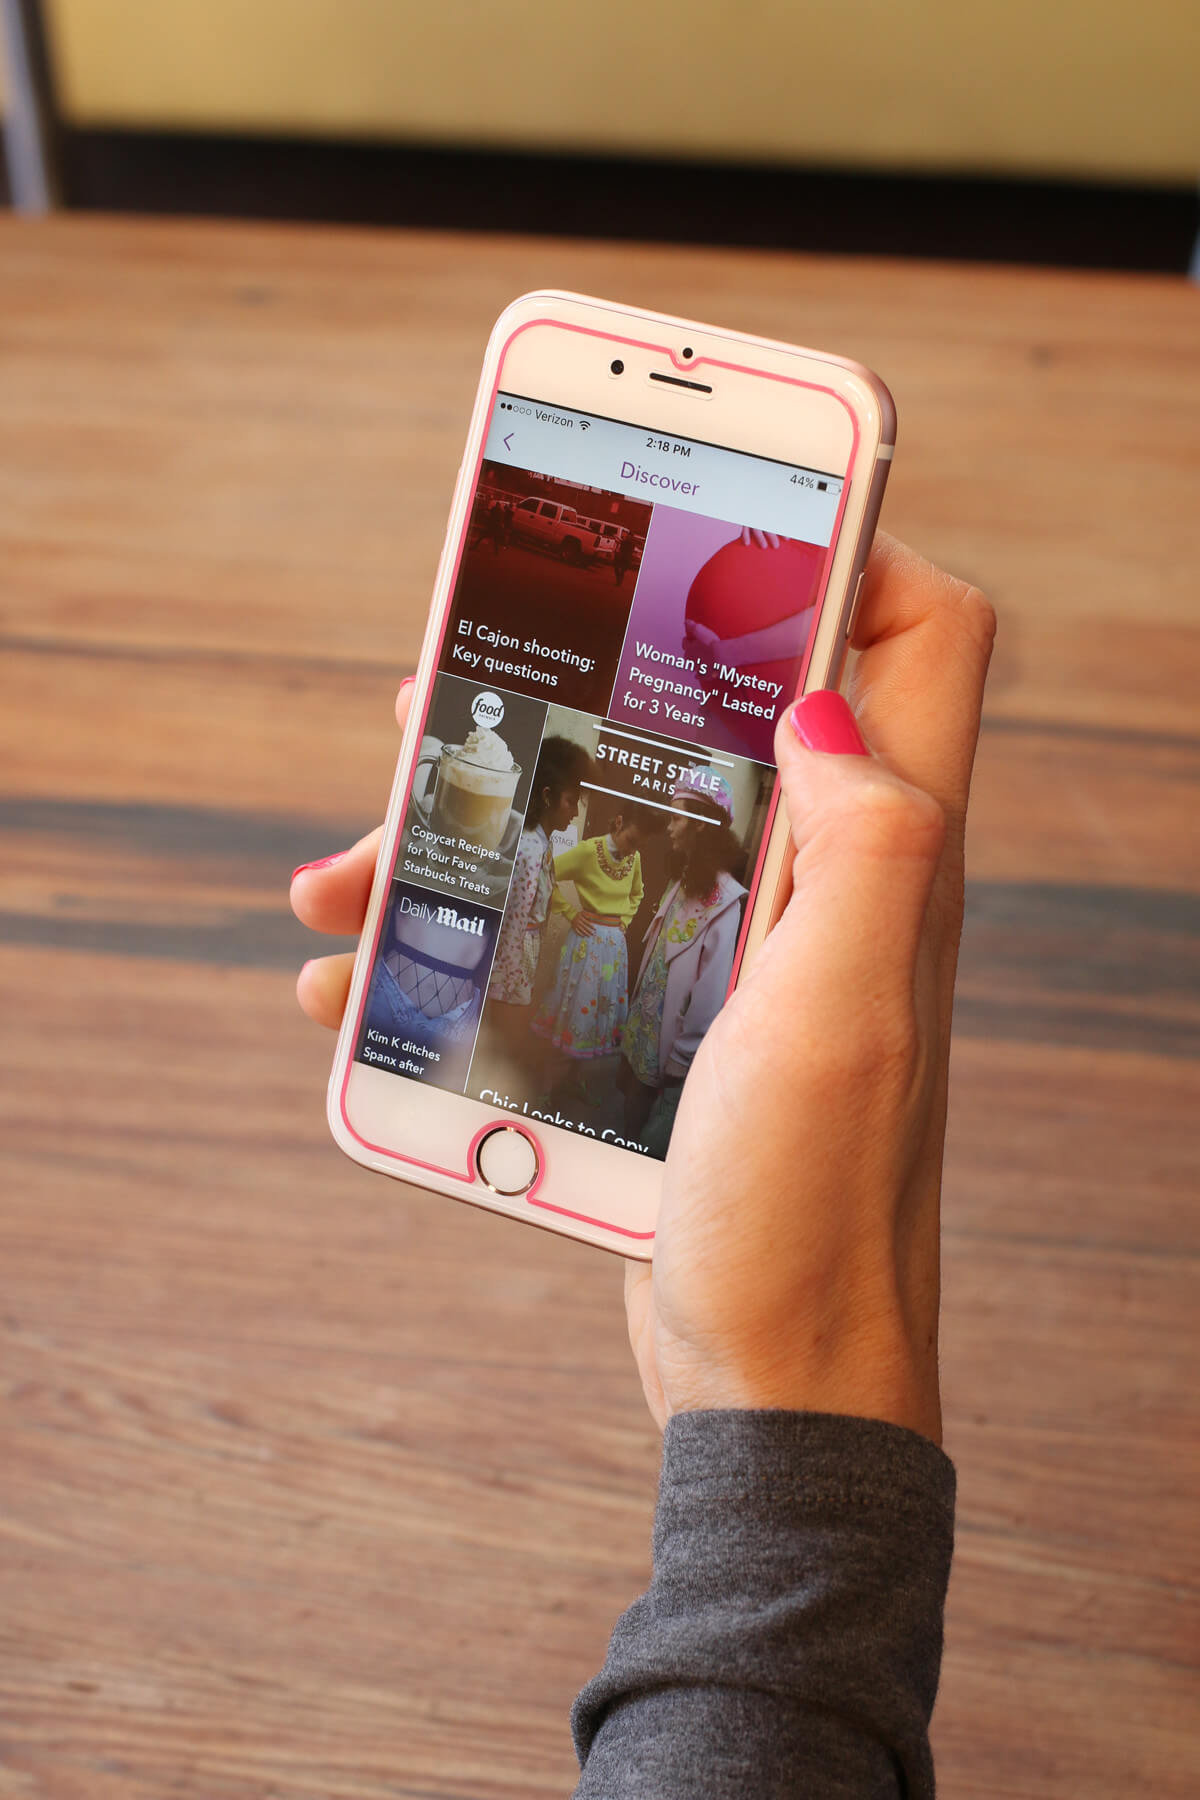 Verizon
2:18 PM
44%
Discover
El Cajon shooting:
Key questions
Woman's "Mystery
Pregnancy" Lasted
for 3 Years
food
NETWORK
Copycat Recipes
for Your Fave
Starbucks Treats
STREET STYLE
PARIS
STAGE
Daily Mail
Kim K ditches
Spanx after
Chic Looks to Copy